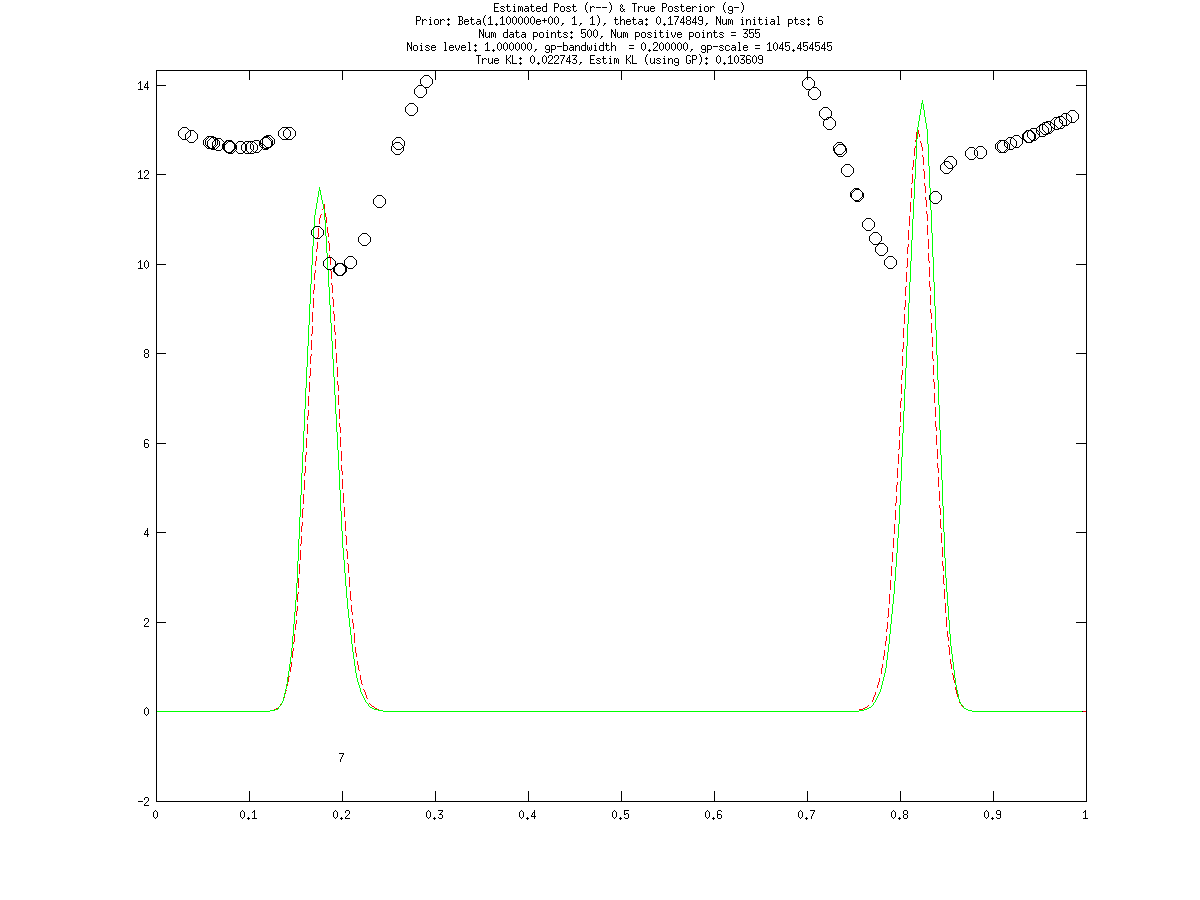 Estimated Post (r--) & True Posterior (g-)
Prior: Beta(1.100000e+00, 1, 1), theta: 0.174849, Num initial pts: 6
Num data points: 500, Num positive points = 355
Noise level: 1.000000, gp-bandwidth  = 0.200000, gp-scale = 1045.454545
True KL: 0.022743, Estim KL (using GP): 0.103609
14
12
10
8
6
4
2
0
7
-2
0 0.1 0.2 0.3 0.4 0.5 0.6 0.7 0.8 0.9 1